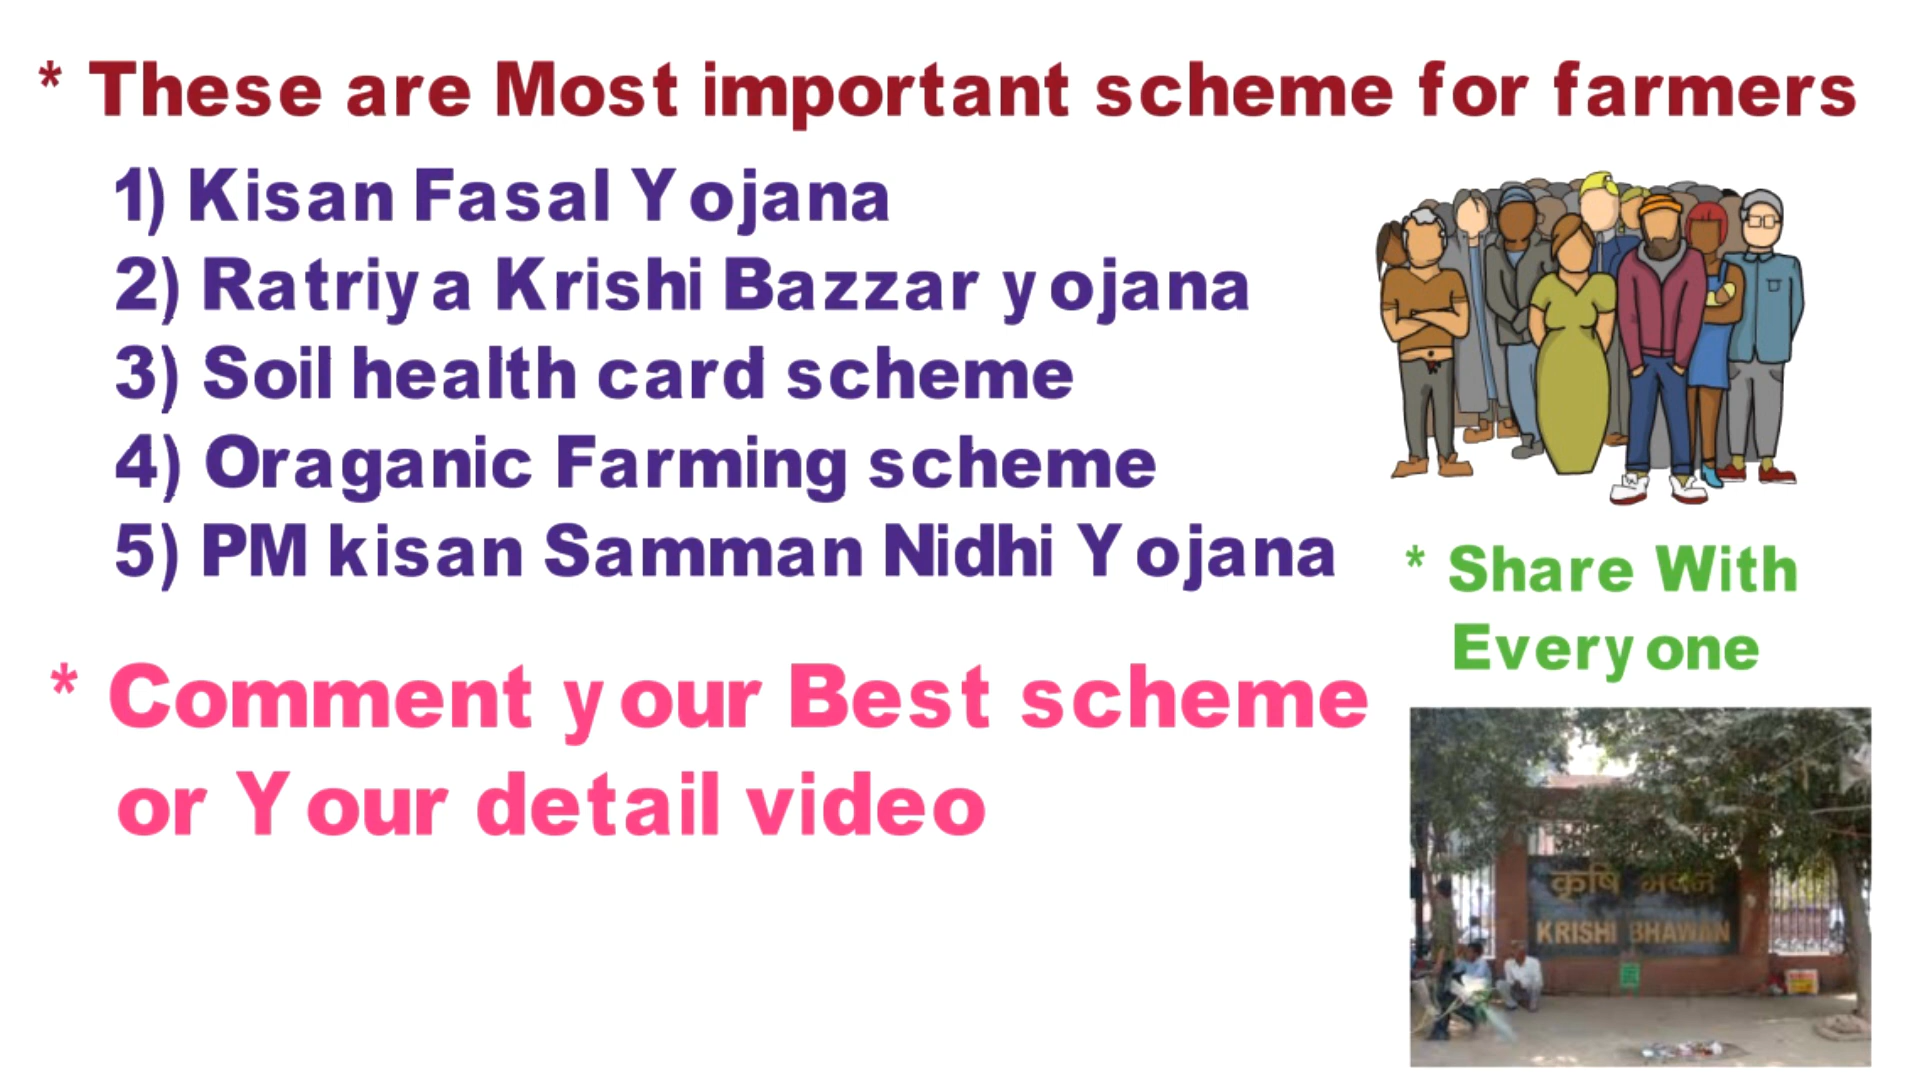 * These are Most important scheme for farmers
1) Kisan Fasal Yojana
2) Ratriya Krishi Bazzar yojana
3) Soil health card scheme
4) Oraganic Farming scheme
5) PM kisan Samman Nidhi Yojana
* Share With
Everyone
* Comment your Best scheme
or Your detail video
कृषि भवन
KRISHI BHAWAN